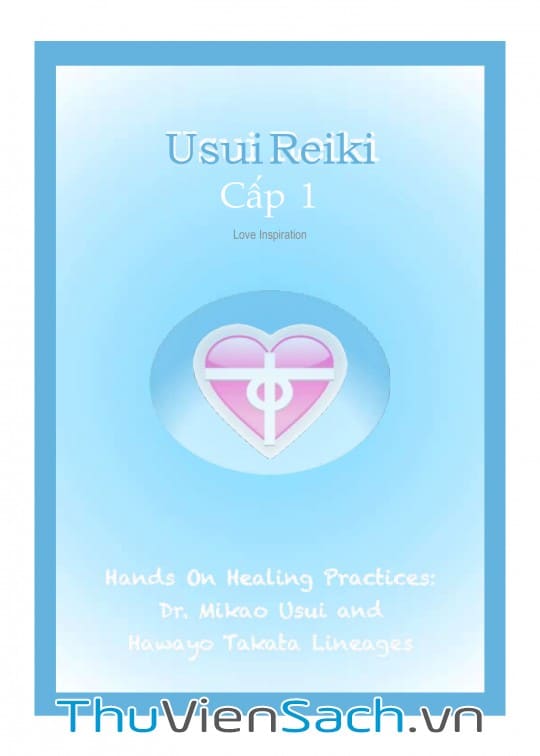 Usui Reiki
Cấp 1
Love Inspiration
Hands On Healing Practices:
Dr. Mikao Usui and
Hawayo Takata Lineages
ThuVienSach.vn